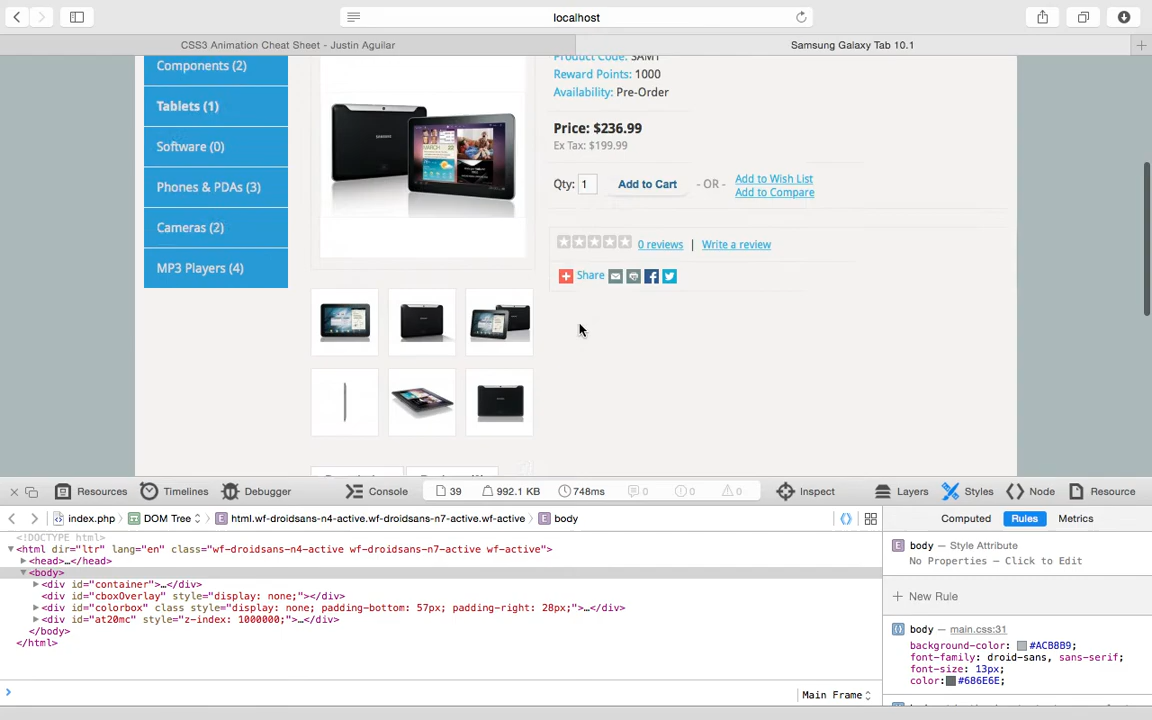 localhost
CSS3 Animation Cheat Sheet - Justin Aguilar
Samsung Galaxy Tab 10.1
Components (2)
Tablets (1)
Software (0)
Phones & PDAs (3)
Cameras (2)
MP3 Players (4)
Product Code: SAM1
Reward Points: 1000
Availability: Pre-Order
Price: $236.99
Ex Tax: $199.99
Qty: 1 Add to Cart - OR - Add to Wish List
Add to Compare
0 reviews | Write a review
Share
Resources Timelines Debugger Console 39 992.1 KB 748ms 0 0 0 Inspect Layers Styles Node Resource
index.php DOM Tree E html.wf-droidsans-n4-active.wf-droidsans-n7-active.wf-active E body
Computed Rules Metrics
<!DOCTYPE html>
<html dir="ltr" lang="en" class="wf-droidsans-n4-active wf-droidsans-n7-active wf-active">
<head>…</head>
<body>
<div id="container">…</div>
<div id="cboxOverlay" style="display: none;"></div>
<div id="colorbox" class style="display: none; padding-bottom: 57px; padding-right: 28px;">…</div>
<div id="at20mc" style="z-index: 1000000;">…</div>
</body>
</html>
Main Frame
E body — Style Attribute
No Properties — Click to Edit
+ New Rule
{} body — main.css:31
background-color: #ACB8B9;
font-family: droid-sans, sans-serif;
font-size: 13px;
color: #686E6E;